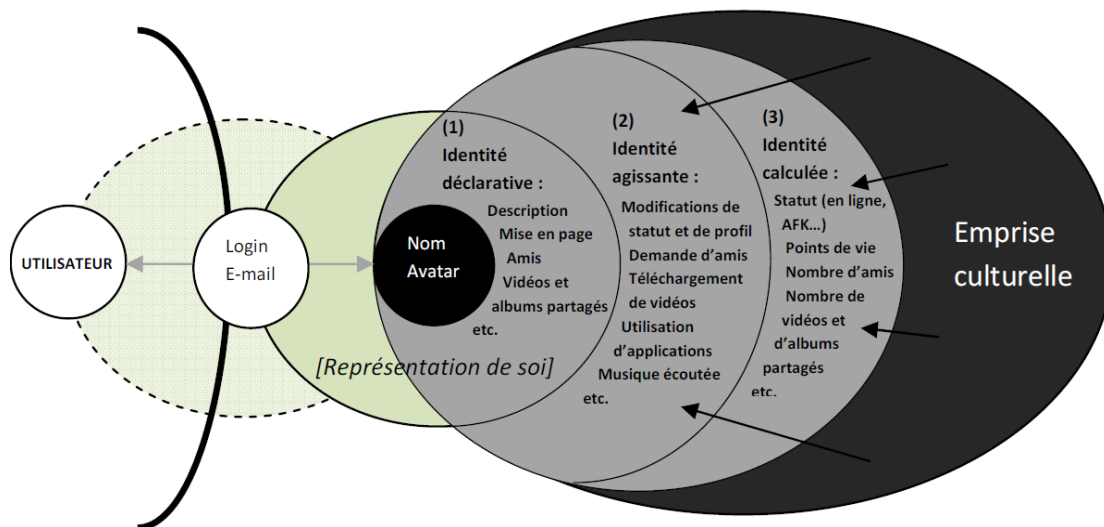 UTILISATEUR
Login
E-mail
Nom
Avatar
(1)
Identité
déclarative :
Description
Mise en page
Amis
Vidéos et
albums partagés
etc.
[Représentation de soi]
(2)
Identité
agissante :
Modifications de
statut et de profil
Demande d’amis
Téléchargement
de vidéos
Utilisation
d’applications
Musique écoutée
etc.
(3)
Identité
calculée :
Statut (en ligne,
AFK…)
Points de vie
Nombre d’amis
Nombre de
vidéos et
d’albums
partagés
etc.
Emprise
culturelle